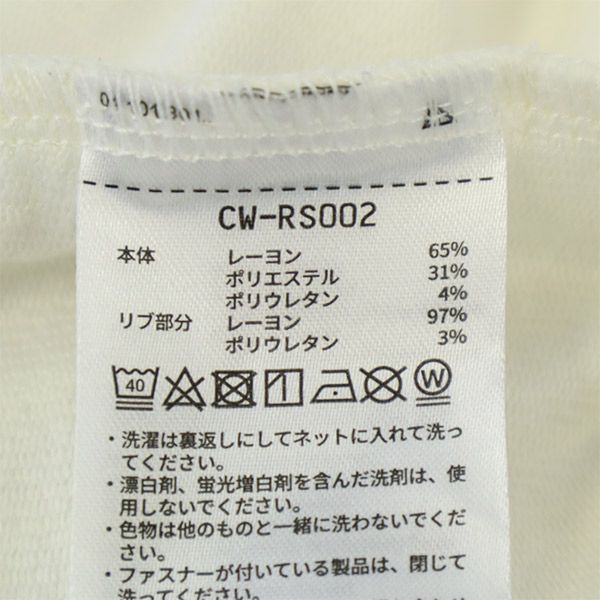 CW-RS002
本体 レーヨン 65%
ポリエステル 31%
ポリウレタン 4%
リブ部分 レーヨン 97%
ポリウレタン 3%
40 W
・洗濯は裏返しにしてネットに入れて洗っ
てください。
・漂白剤、蛍光増白剤を含んだ洗剤は、使
用しないでください。
・色物は他のものと一緒に洗わないでくだ
さい。
・ファスナーが付いている製品は、閉じて
洗ってください。